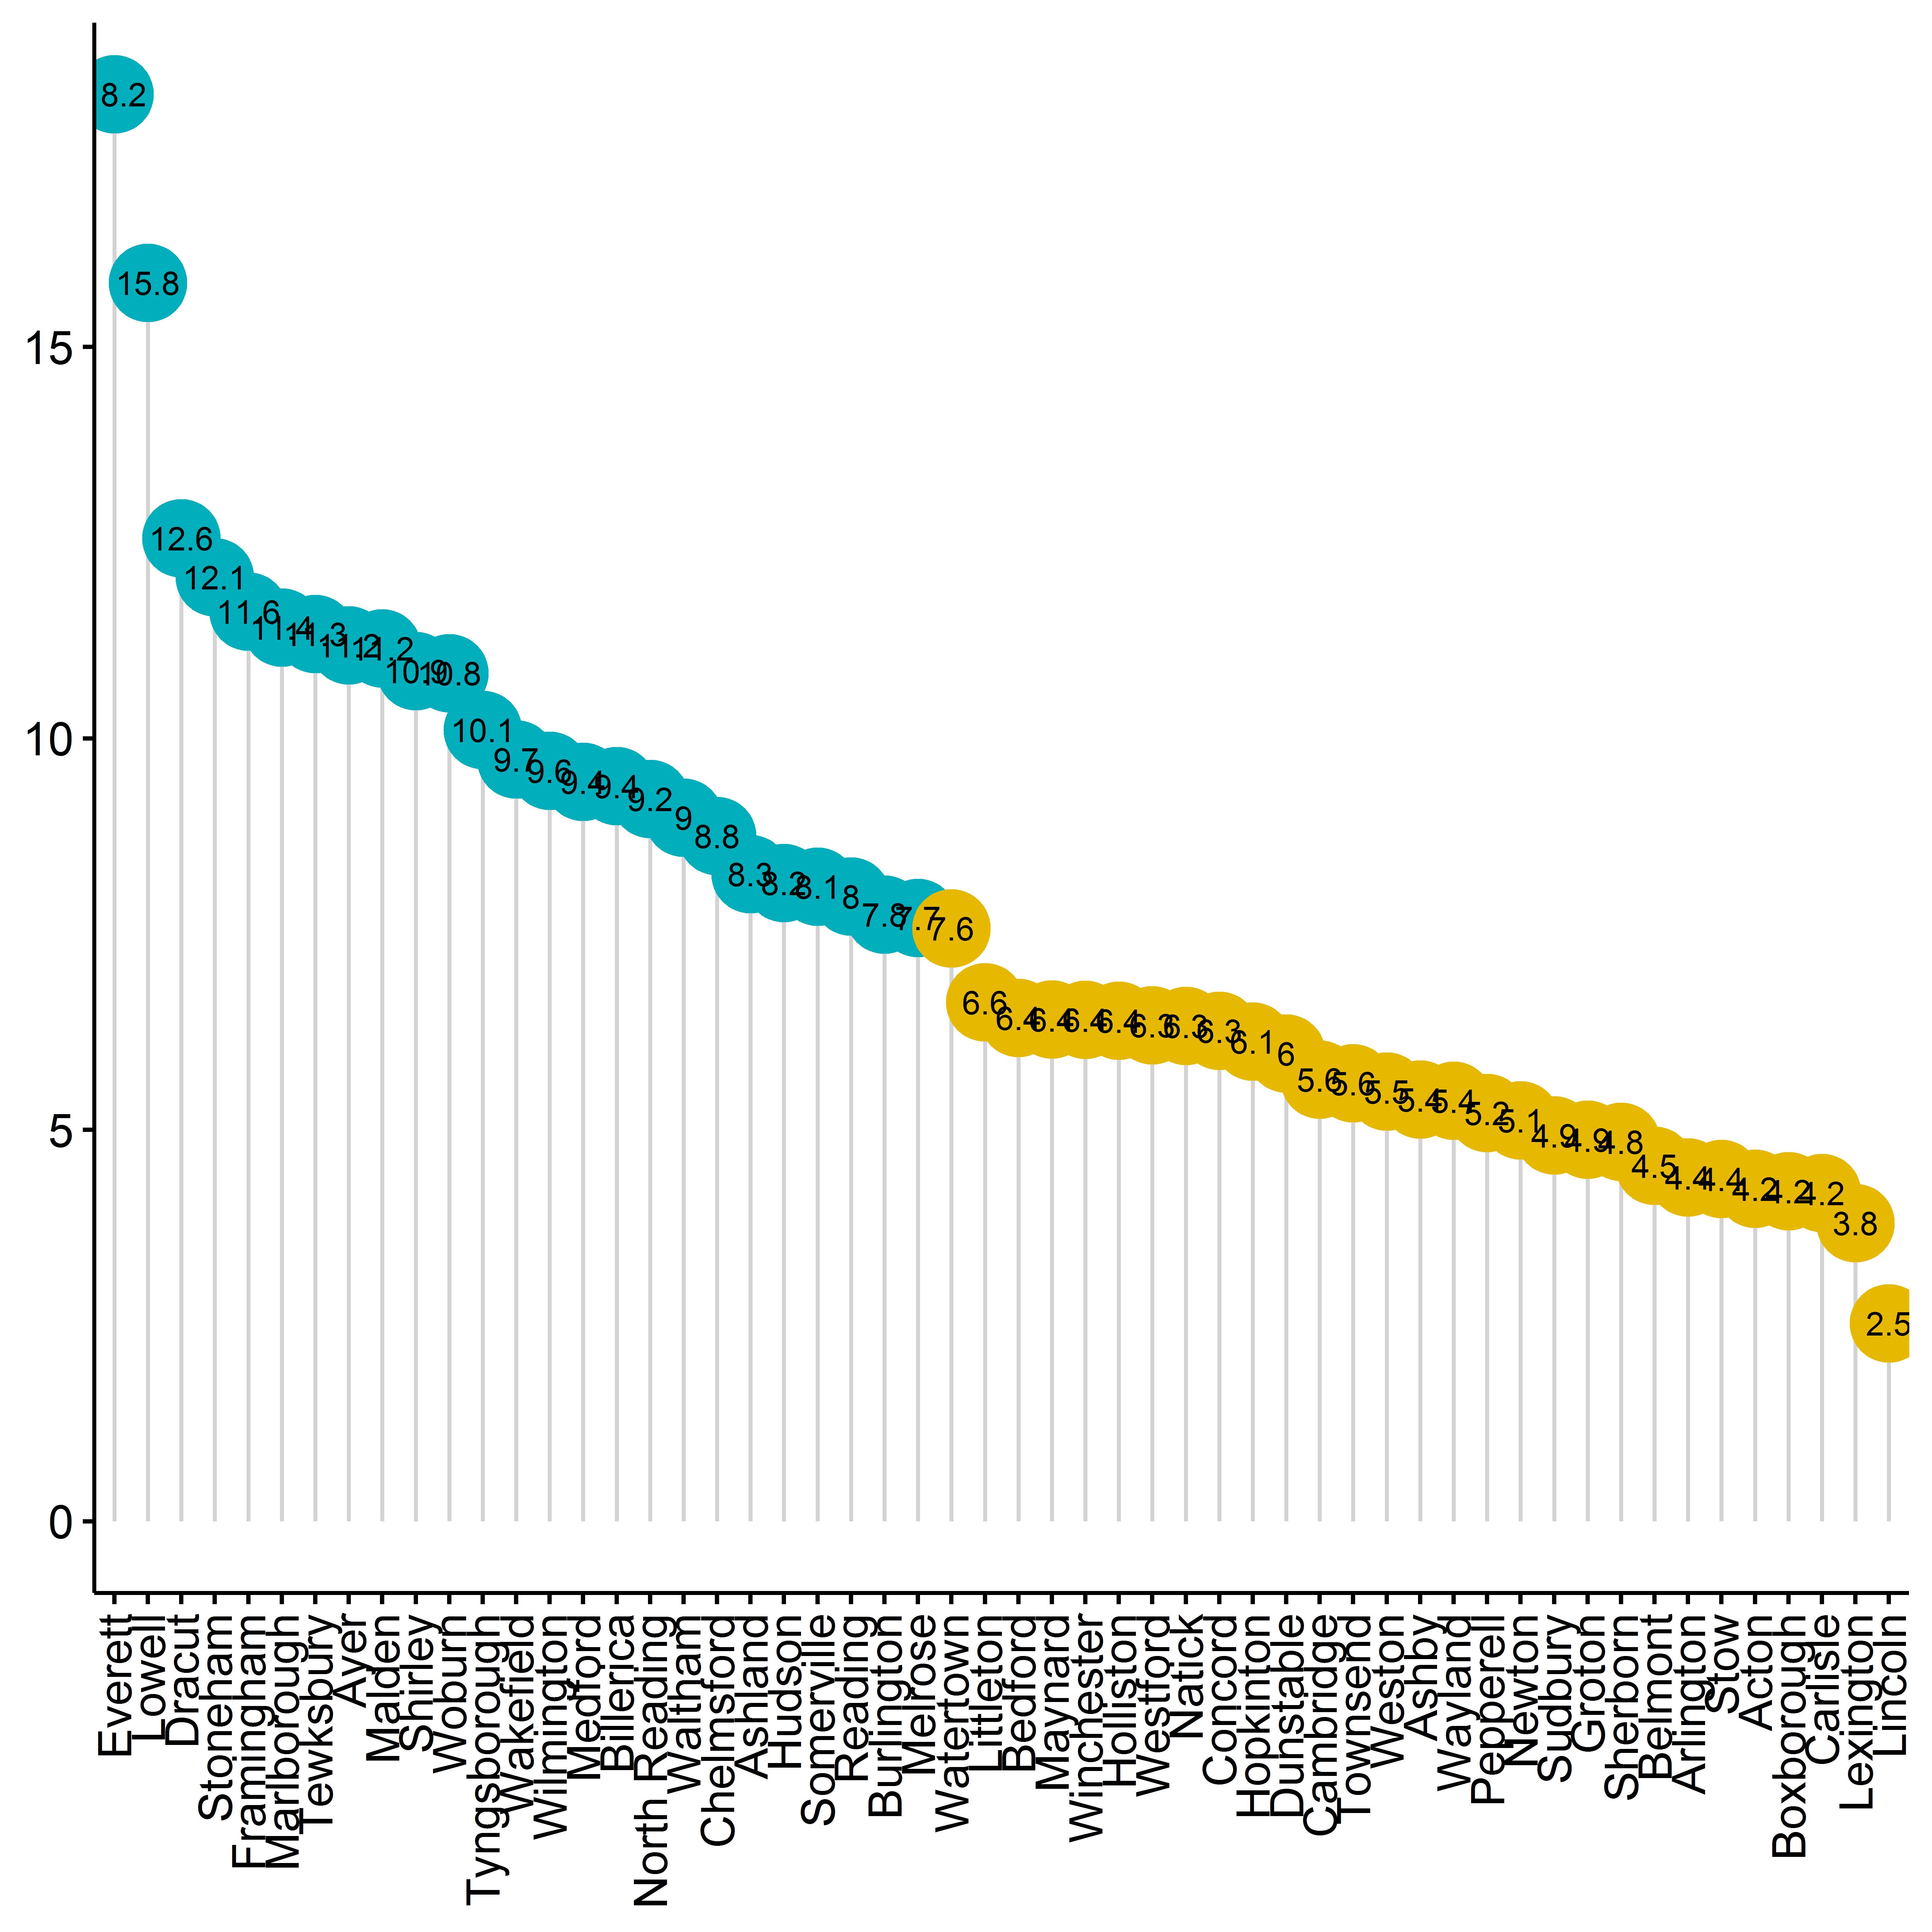 15
10
5
0
8.2
15.8
12.6
12.1
11.6
11.4
11.3
11.2
11.2
10.9
10.8
10.1
9.7
9.6
9.4
9.4
9.2
9
8.8
8.3
8.2
8.1
8
7.8
7.7
7.6
6.6
6.4
6.4
6.4
6.4
6.3
6.3
6.3
6.1
6
5.6
5.6
5.5
5.4
5.4
5.2
5.1
4.9
4.9
4.8
4.5
4.4
4.4
4.2
4.2
4.2
3.8
2.5
Everett
Lowell
Dracut
Stoneham
Framingham
Marlborough
Tewksbury
Ayer
Malden
Shirley
Woburn
Tyngsborough
Wakefield
Wilmington
Medford
Billerica
North Reading
Waltham
Chelmsford
Ashland
Hudson
Somerville
Reading
Burlington
Melrose
Watertown
Littleton
Bedford
Maynard
Winchester
Holliston
Westford
Natick
Concord
Hopkinton
Dunstable
Cambridge
Townsend
Weston
Ashby
Wayland
Pepperell
Newton
Sudbury
Groton
Sherborn
Belmont
Arlington
Stow
Acton
Boxborough
Carlisle
Lexington
Lincoln